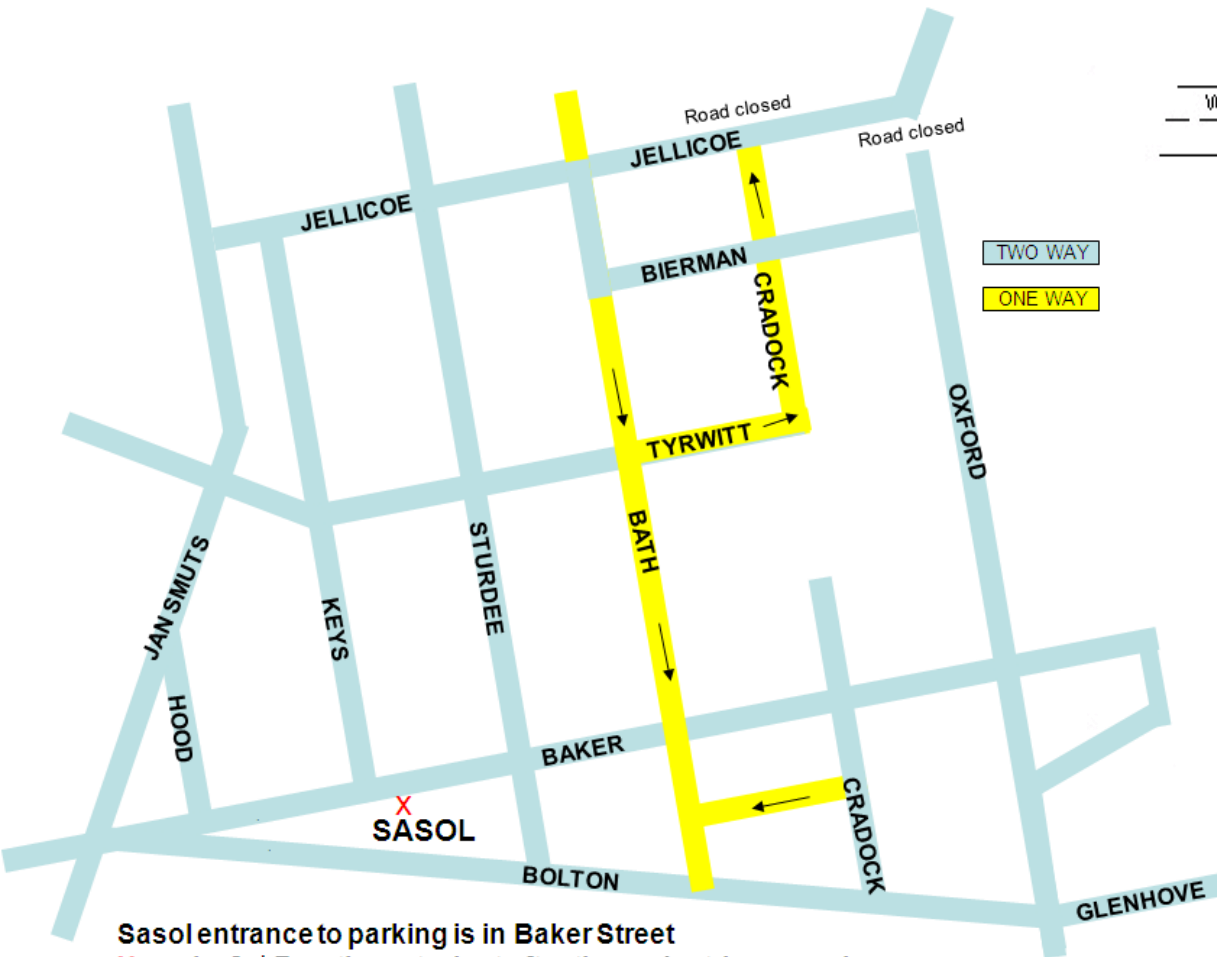 Road closed
JELLICOE
Road closed
JELLICOE
BIERMAN
TWO WAY
ONE WAY
CRADOCK
TYRWITT
OXFORD
BATH
STURDEE
JAN SMUTS
KEYS
HOOD
BAKER
X
SASOL
CRADOCK
BOLTON
GLENHOVE
Sasol entrance to parking is in Baker Street